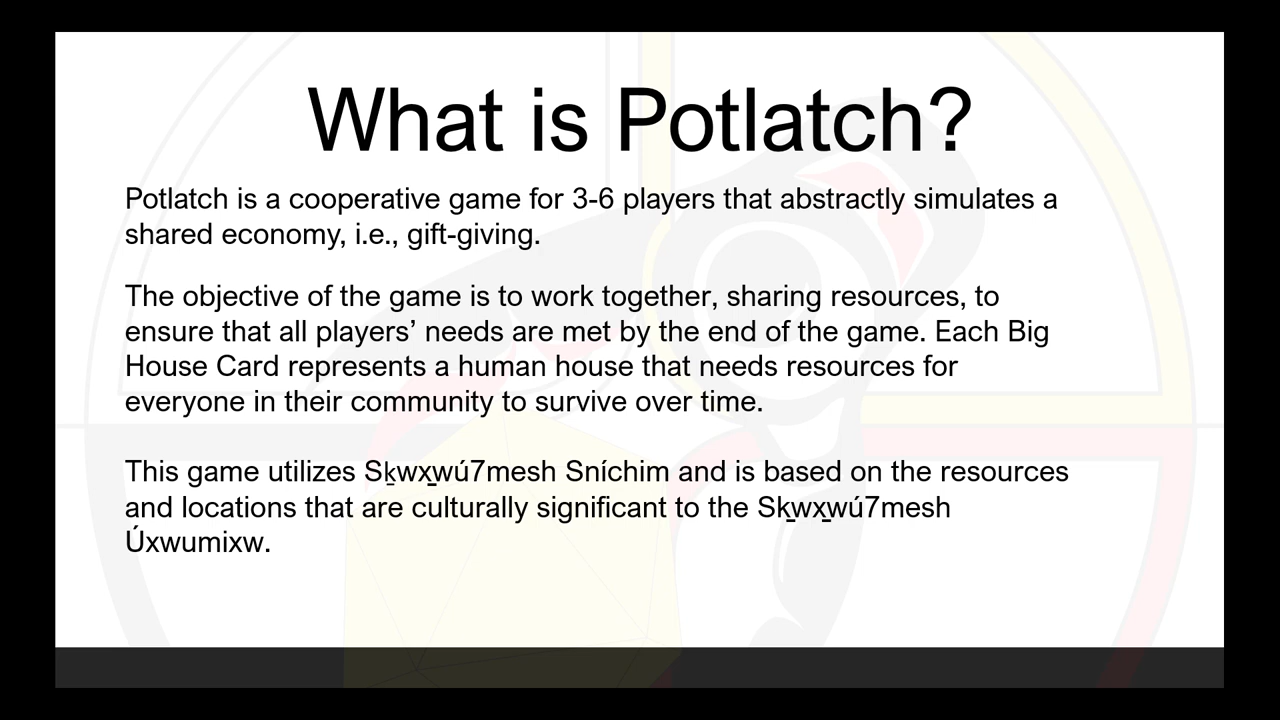 What is Potlatch?
Potlatch is a cooperative game for 3-6 players that abstractly simulates a
shared economy, i.e., gift-giving.
The objective of the game is to work together, sharing resources, to
ensure that all players’ needs are met by the end of the game. Each Big
House Card represents a human house that needs resources for
everyone in their community to survive over time.
This game utilizes Sḵwx̱wú7mesh Sníchim and is based on the resources
and locations that are culturally significant to the Sḵwx̱wú7mesh
Úxwumixw.